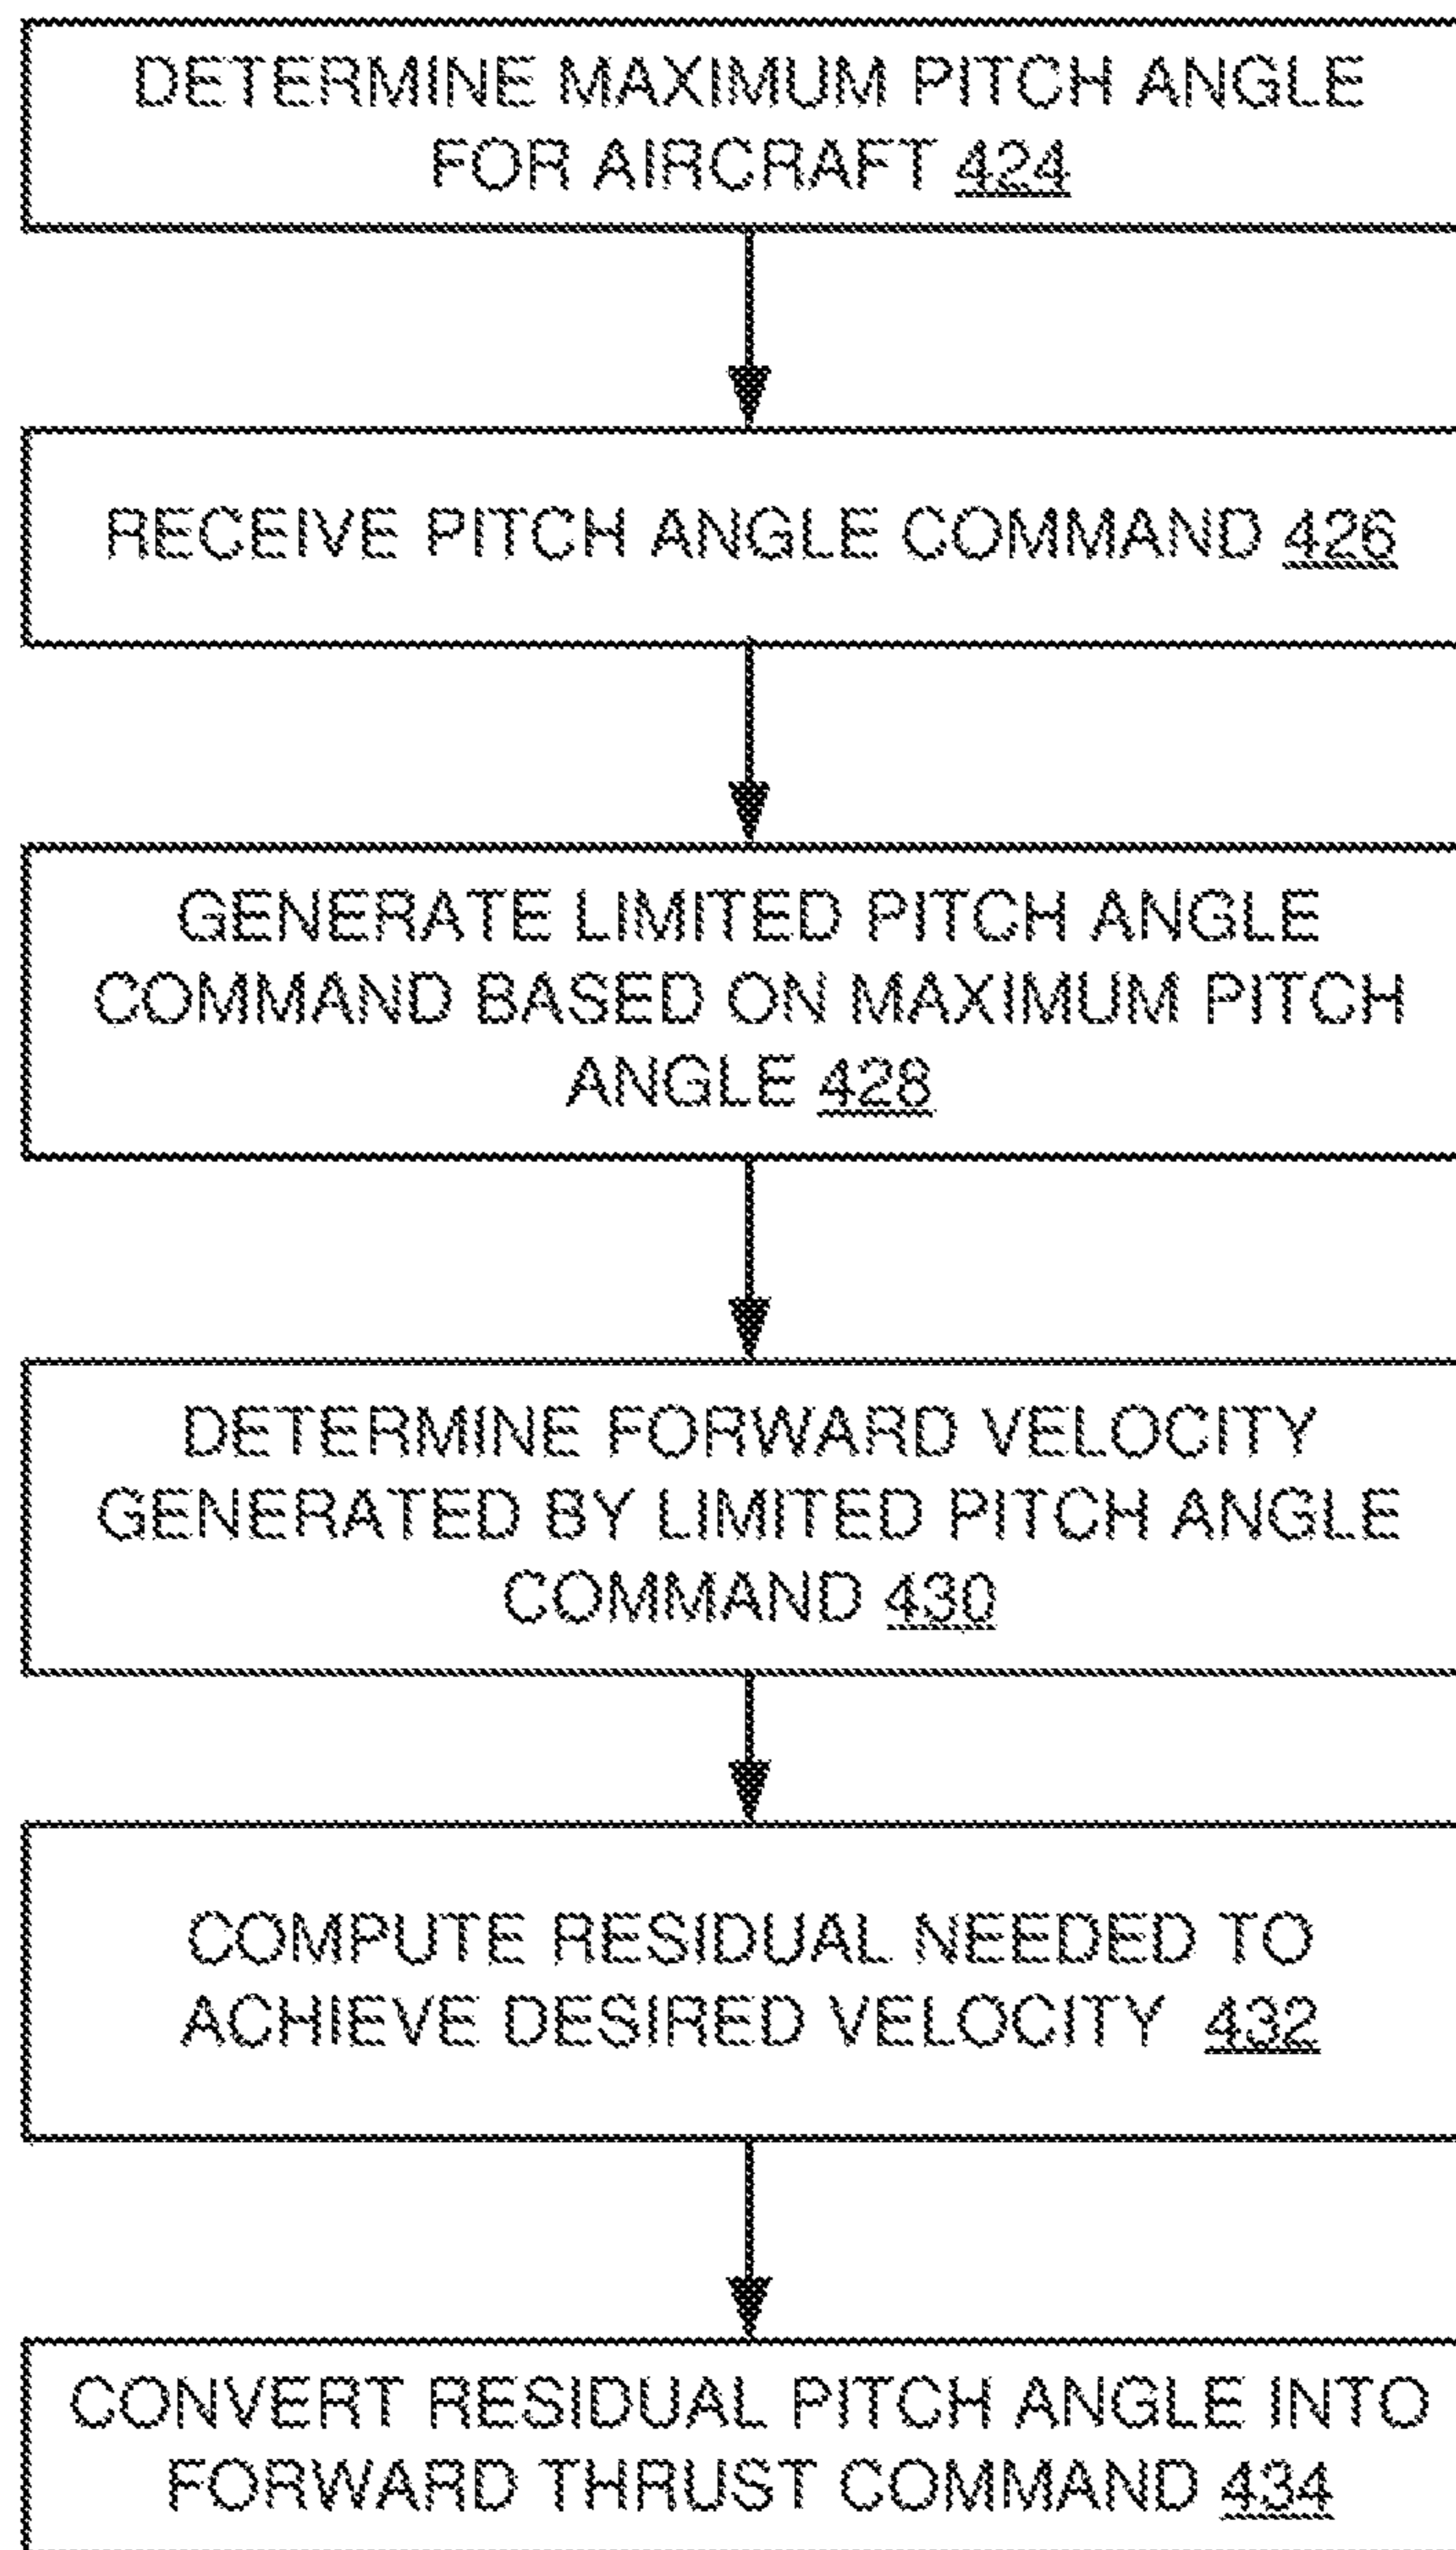 DETERMINE MAXIMUM PITCH ANGLE
FOR AIRCRAFT 424
RECEIVE PITCH ANGLE COMMAND 426
GENERATE LIMITED PITCH ANGLE
COMMAND BASED ON MAXIMUM PITCH
ANGLE 428
DETERMINE FORWARD VELOCITY
GENERATED BY LIMITED PITCH ANGLE
COMMAND 430
COMPUTE RESIDUAL NEEDED TO
ACHIEVE DESIRED VELOCITY 432
CONVERT RESIDUAL PITCH ANGLE INTO
FORWARD THRUST COMMAND 434